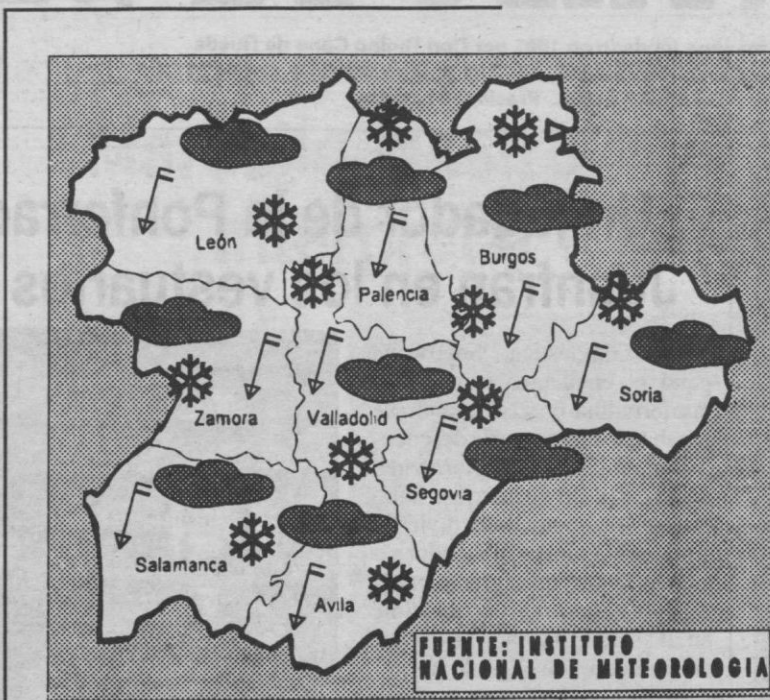 León
Burgos
Palencia
Soria
Zamora
Valladolid
Segovia
Salamanca
Avila
FUENTE: INSTITUTO
NACIONAL DE METEOROLOGIA